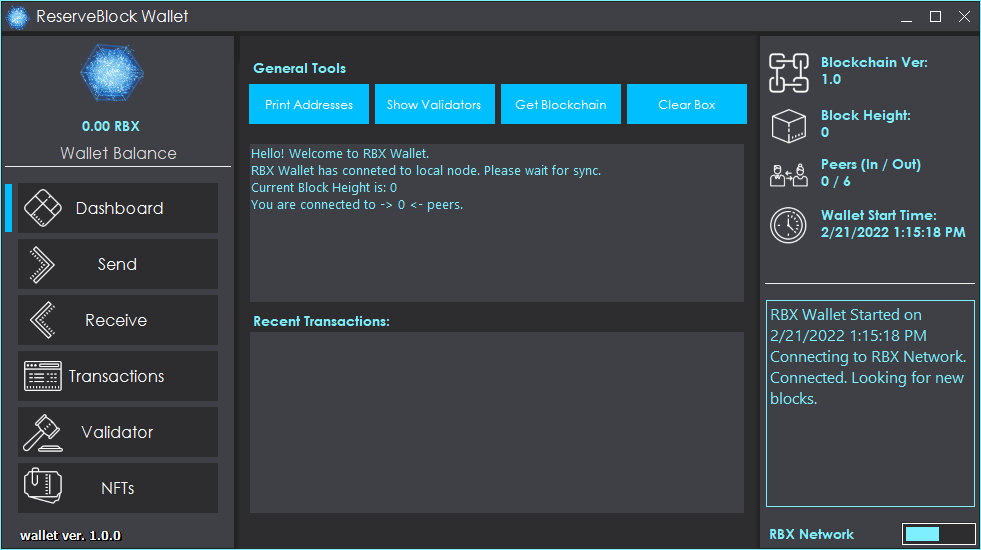 ReserveBlock Wallet
0.00 RBX
Wallet Balance
Dashboard
Send
Receive
Transactions
Validator
NFTs
wallet ver. 1.0.0
General Tools
Print Addresses
Show Validators
Get Blockchain
Clear Box
Hello! Welcome to RBX Wallet.
RBX Wallet has conneted to local node. Please wait for sync.
Current Block Height is: 0
You are connected to -> 0 <- peers.
Recent Transactions:
Blockchain Ver:
1.0
Block Height:
0
Peers (In / Out)
0 / 6
Wallet Start Time:
2/21/2022 1:15:18 PM
RBX Wallet Started on
2/21/2022 1:15:18 PM
Connecting to RBX Network.
Connected. Looking for new
blocks.
RBX Network